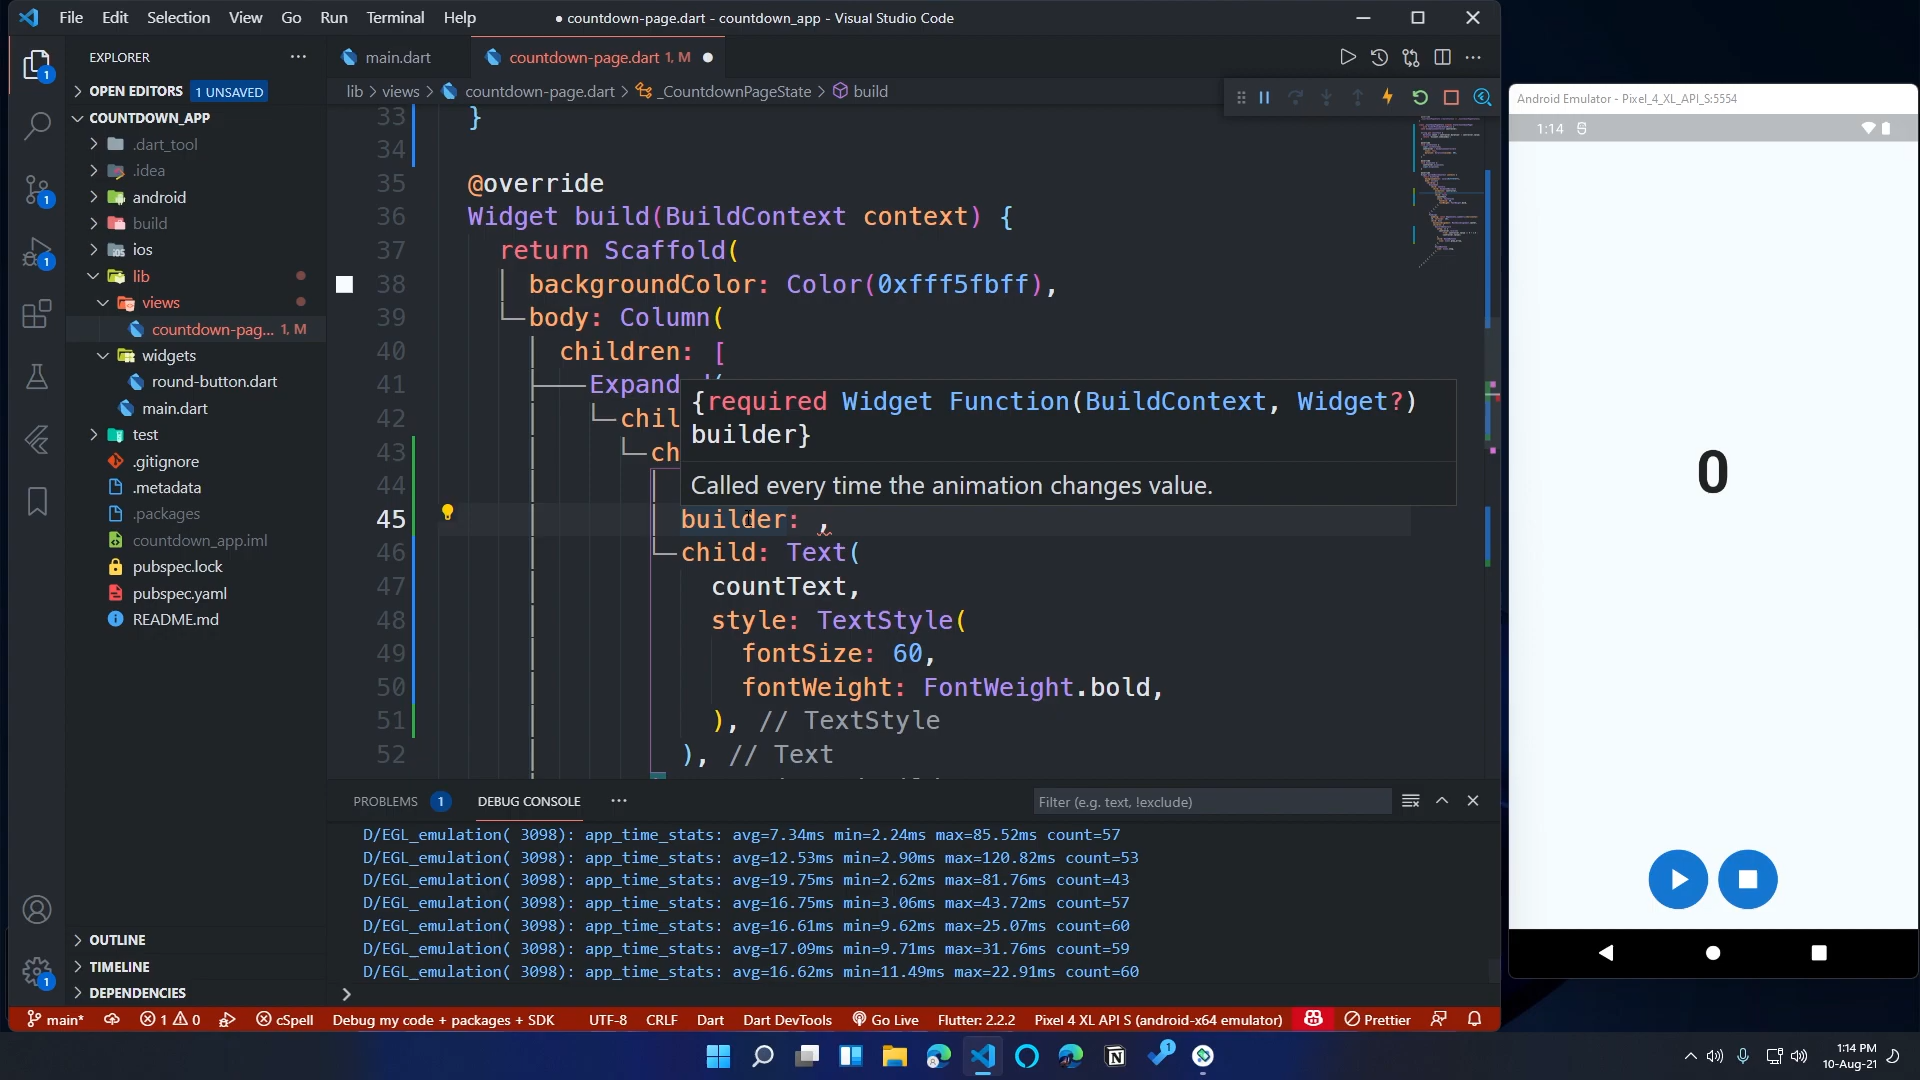 File Edit Selection View Go Run Terminal Help
● countdown-page.dart - countdown_app - Visual Studio Code
EXPLORER
OPEN EDITORS 1 UNSAVED
COUNTDOWN_APP
.dart_tool
.idea
android
build
ios
lib
views
countdown-pag... 1, M
widgets
round-button.dart
main.dart
test
.gitignore
.metadata
.packages
countdown_app.iml
pubspec.lock
pubspec.yaml
README.md
OUTLINE
TIMELINE
DEPENDENCIES
main.dart
countdown-page.dart 1, M
lib > views > countdown-page.dart > _CountdownPageState > build
33 }
34
35 @override
36 Widget build(BuildContext context) {
37 return Scaffold(
38 backgroundColor: Color(0xfff5fbff),
39 body: Column(
40 children: [
41 Expand
42 chil
43 ch
44
45 builder: ,
46 child: Text(
47 countText,
48 style: TextStyle(
49 fontSize: 60,
50 fontWeight: FontWeight.bold,
51 ), // TextStyle
52 ), // Text
{required Widget Function(BuildContext, Widget?)
builder}
Called every time the animation changes value.
PROBLEMS 1 DEBUG CONSOLE
Filter (e.g. text, !exclude)
D/EGL_emulation( 3098): app_time_stats: avg=7.34ms min=2.24ms max=85.52ms count=57
D/EGL_emulation( 3098): app_time_stats: avg=12.53ms min=2.90ms max=120.82ms count=53
D/EGL_emulation( 3098): app_time_stats: avg=19.75ms min=2.62ms max=81.76ms count=43
D/EGL_emulation( 3098): app_time_stats: avg=16.75ms min=3.06ms max=43.72ms count=57
D/EGL_emulation( 3098): app_time_stats: avg=16.61ms min=9.62ms max=25.07ms count=60
D/EGL_emulation( 3098): app_time_stats: avg=17.09ms min=9.71ms max=31.76ms count=59
D/EGL_emulation( 3098): app_time_stats: avg=16.62ms min=11.49ms max=22.91ms count=60
main* 1 0 cSpell Debug my code + packages + SDK UTF-8 CRLF Dart Dart DevTools Go Live Flutter: 2.2.2 Pixel 4 XL API S (android-x64 emulator) Prettier
Android Emulator - Pixel_4_XL_API_S:5554
1:14
0
1:14 PM
10-Aug-21